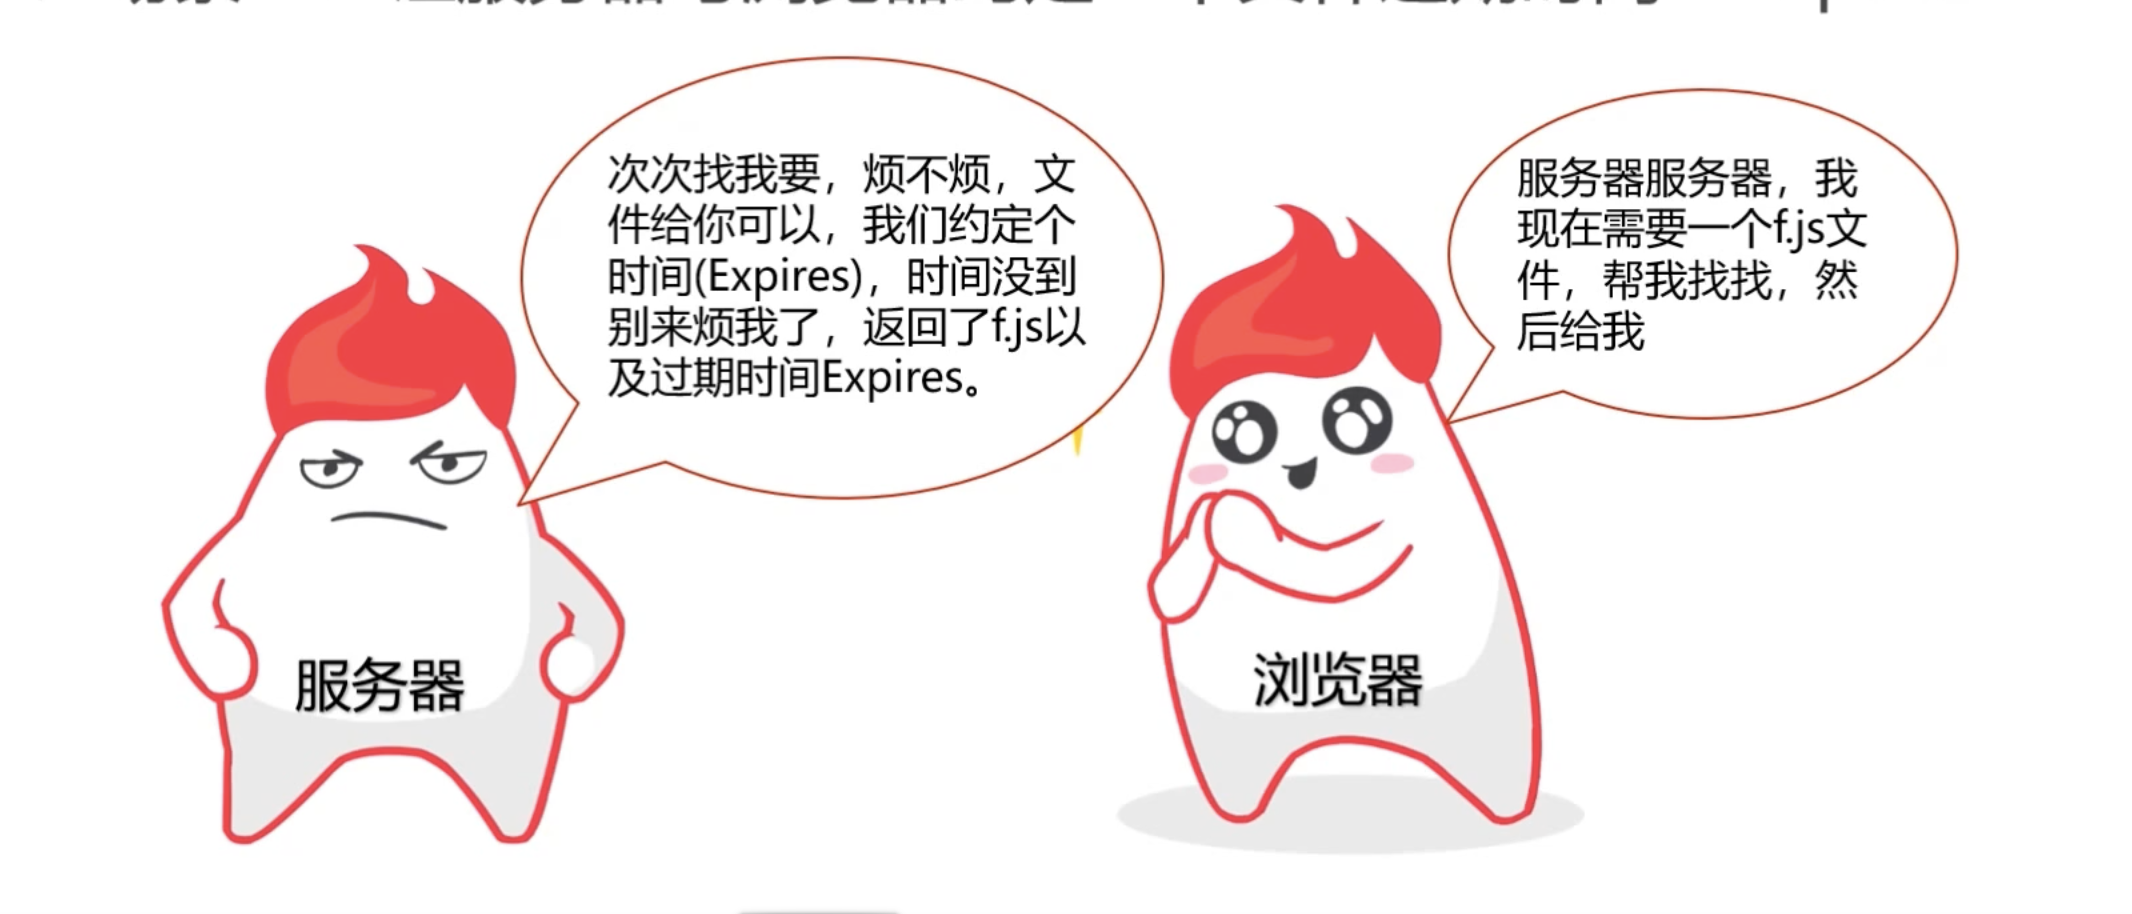 次次找我要，烦不烦，文
件给你可以，我们约定个
时间(Expires)，时间没到
别来烦我了，返回了f.js以
及过期时间Expires。
服务器服务器，我
现在需要一个f.js文
件，帮我找找，然
后给我
服务器
浏览器